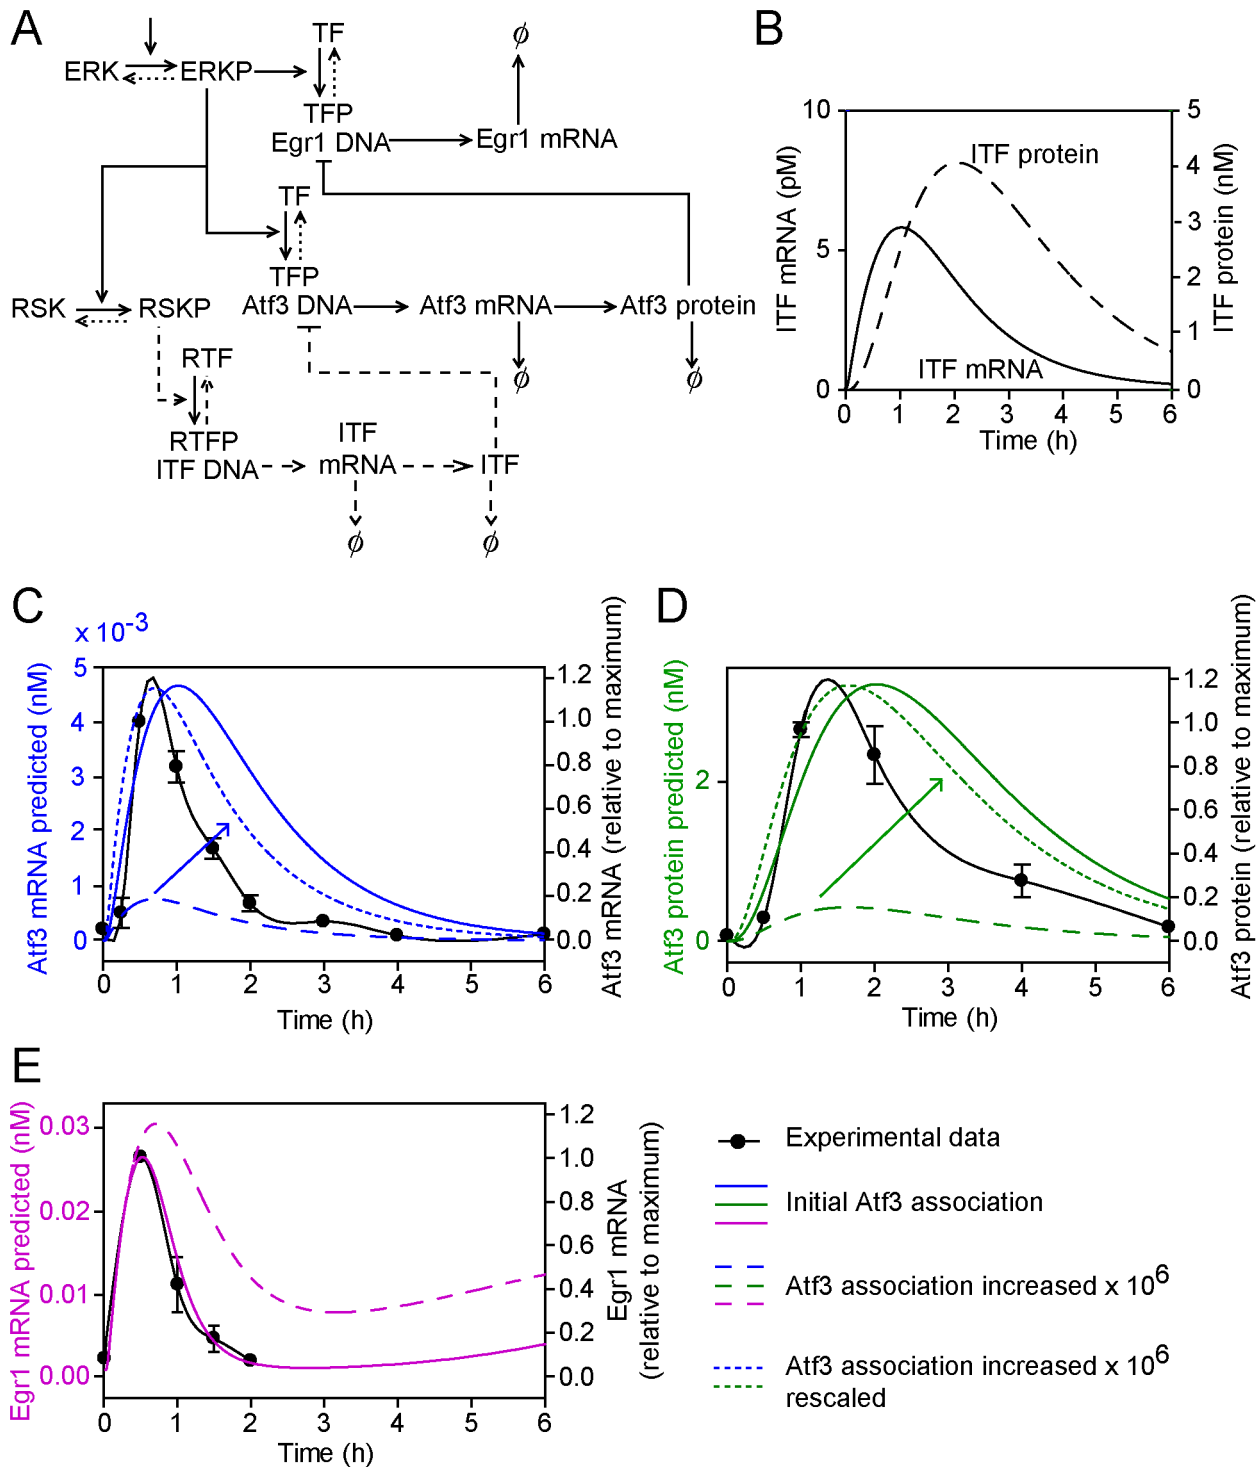 A
TF
ϕ
ERK
ERKP
TFP
Egr1 DNA
Egr1 mRNA
TF
TFP
RSK
RSKP
Atf3 DNA
Atf3 mRNA
Atf3 protein
RTF
ϕ
ϕ
RTFP
ITF DNA
ITF
mRNA
ITF
ϕ
ϕ
B
10
5
0
ITF mRNA (pM)
ITF protein
ITF mRNA
5
4
3
2
1
0
ITF protein (nM)
0 1 2 3 4 5 6
Time (h)
C
x 10-3
5
4
3
2
1
0
Atf3 mRNA predicted (nM)
1.2
1.0
0.8
0.6
0.4
0.2
0.0
Atf3 mRNA (relative to maximum)
0 1 2 3 4 5 6
Time (h)
D
2
0
Atf3 protein predicted (nM)
1.2
1.0
0.8
0.6
0.4
0.2
0.0
Atf3 protein (relative to maximum)
0 1 2 3 4 5 6
Time (h)
E
0.03
0.02
0.01
0.00
Egr1 mRNA predicted (nM)
1.2
1.0
0.8
0.6
0.4
0.2
0.0
Egr1 mRNA
(relative to maximum)
0 1 2 3 4 5 6
Time (h)
Experimental data
Initial Atf3 association
Atf3 association increased x 106
Atf3 association increased x 106
rescaled